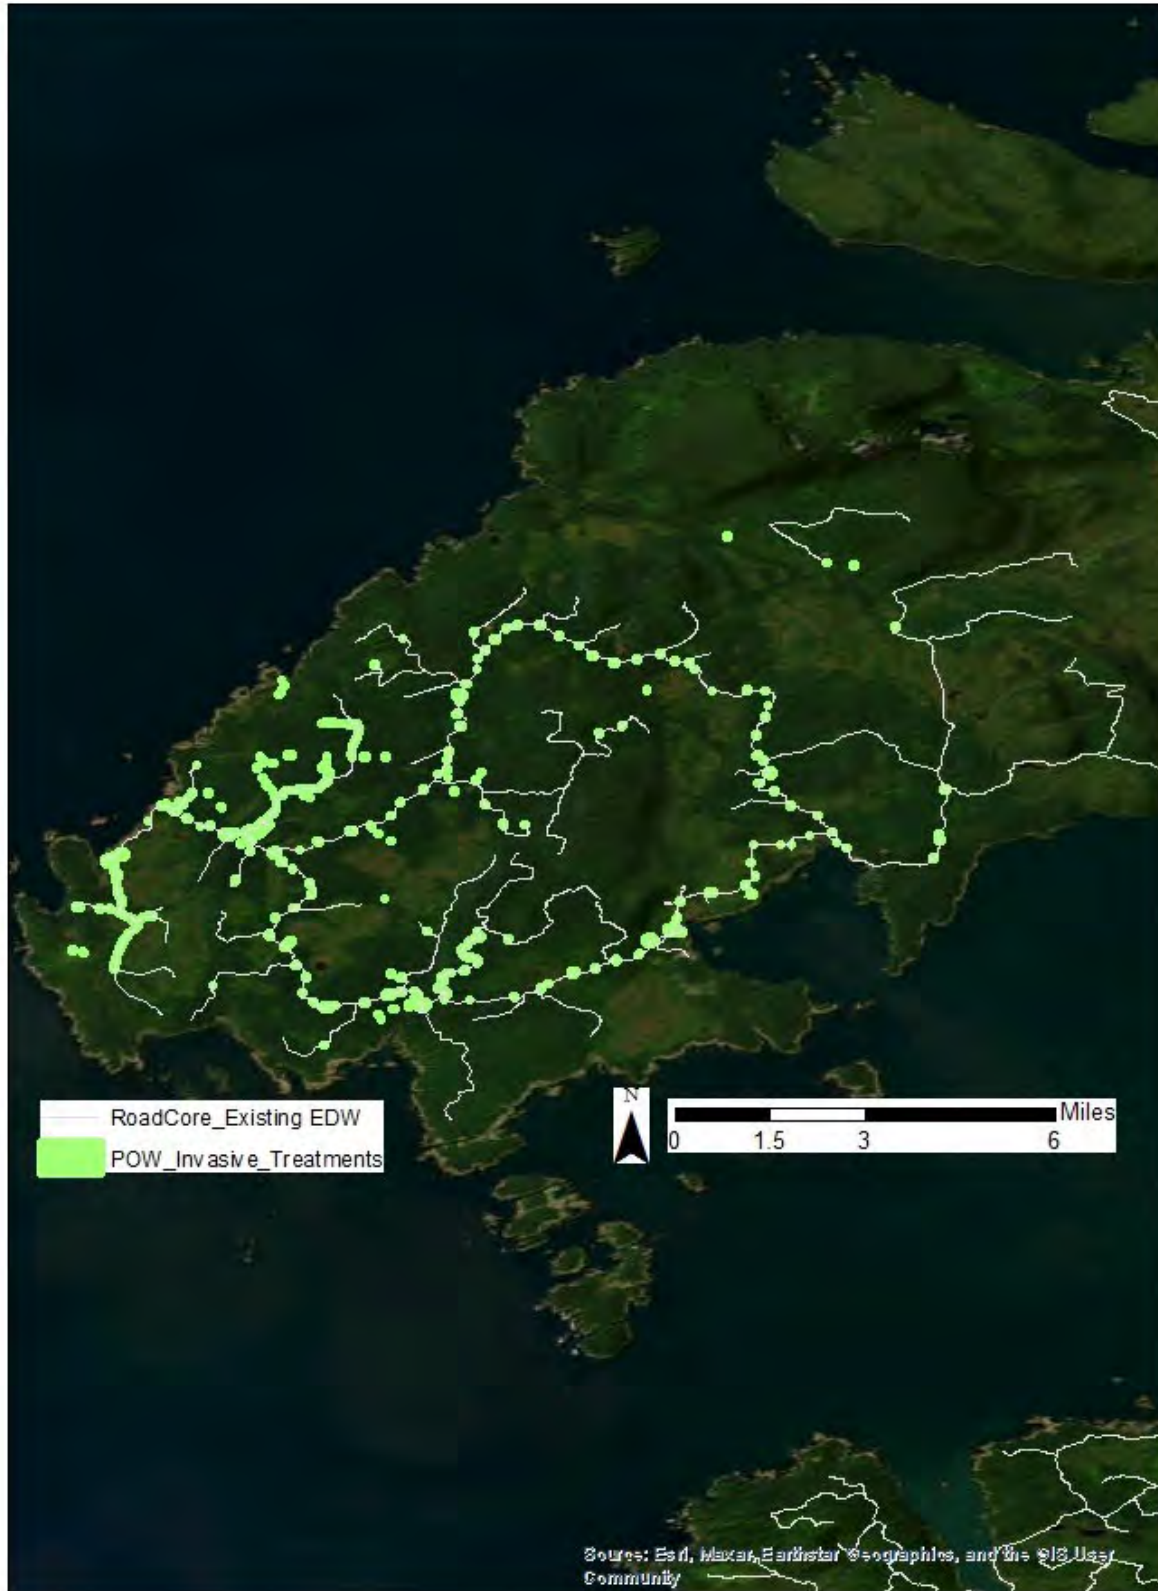 RoadCore_Existing EDW
POW_Invasive_Treatments
N
Miles
0 1.5 3 6
Source: Esri, Maxar, Earthstar Geographics, and the GIS User
Community